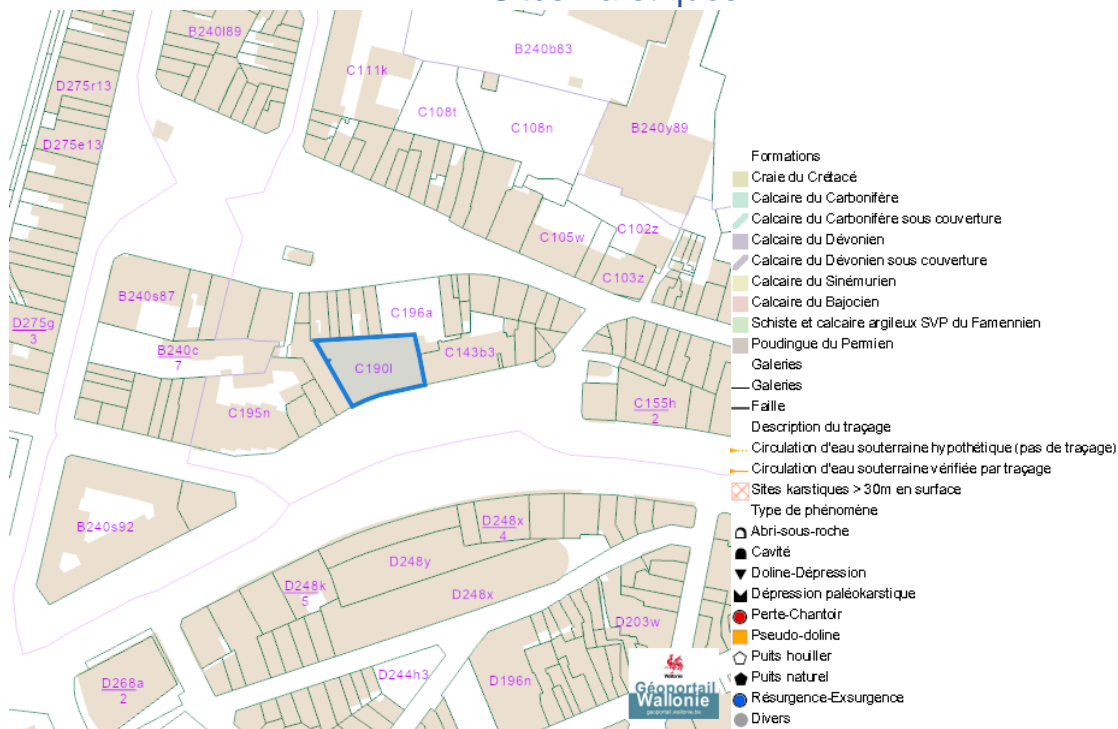 B240l89
B240b83
C111k
D275r13
C108t
C108n
B240y89
D275e13
C102z
C105w
C103z
B240s87
C196a
D275g
3
B240c
7
C143b3
C190l
C195n
C155h
2
B240s92
D248x
4
D248y
D248k
5
D248x
D203w
D244h3
D196n
D268a
2
Wallonie
Géoportail
Wallonie
geoportail.wallonie.be
Formations
Craie du Crétacé
Calcaire du Carbonifère
Calcaire du Carbonifère sous couverture
Calcaire du Dévonien
Calcaire du Dévonien sous couverture
Calcaire du Sinémurien
Calcaire du Bajocien
Schiste et calcaire argileux SVP du Famennien
Poudingue du Permien
Galeries
Galeries
Faille
Description du traçage
Circulation d'eau souterraine hypothétique (pas de traçage)
Circulation d'eau souterraine vérifiée par traçage
Sites karstiques > 30m en surface
Type de phénomène
Abri-sous-roche
Cavité
Doline-Dépression
Dépression paléokarstique
Perte-Chantoir
Pseudo-doline
Puits houiller
Puits naturel
Résurgence-Exsurgence
Divers